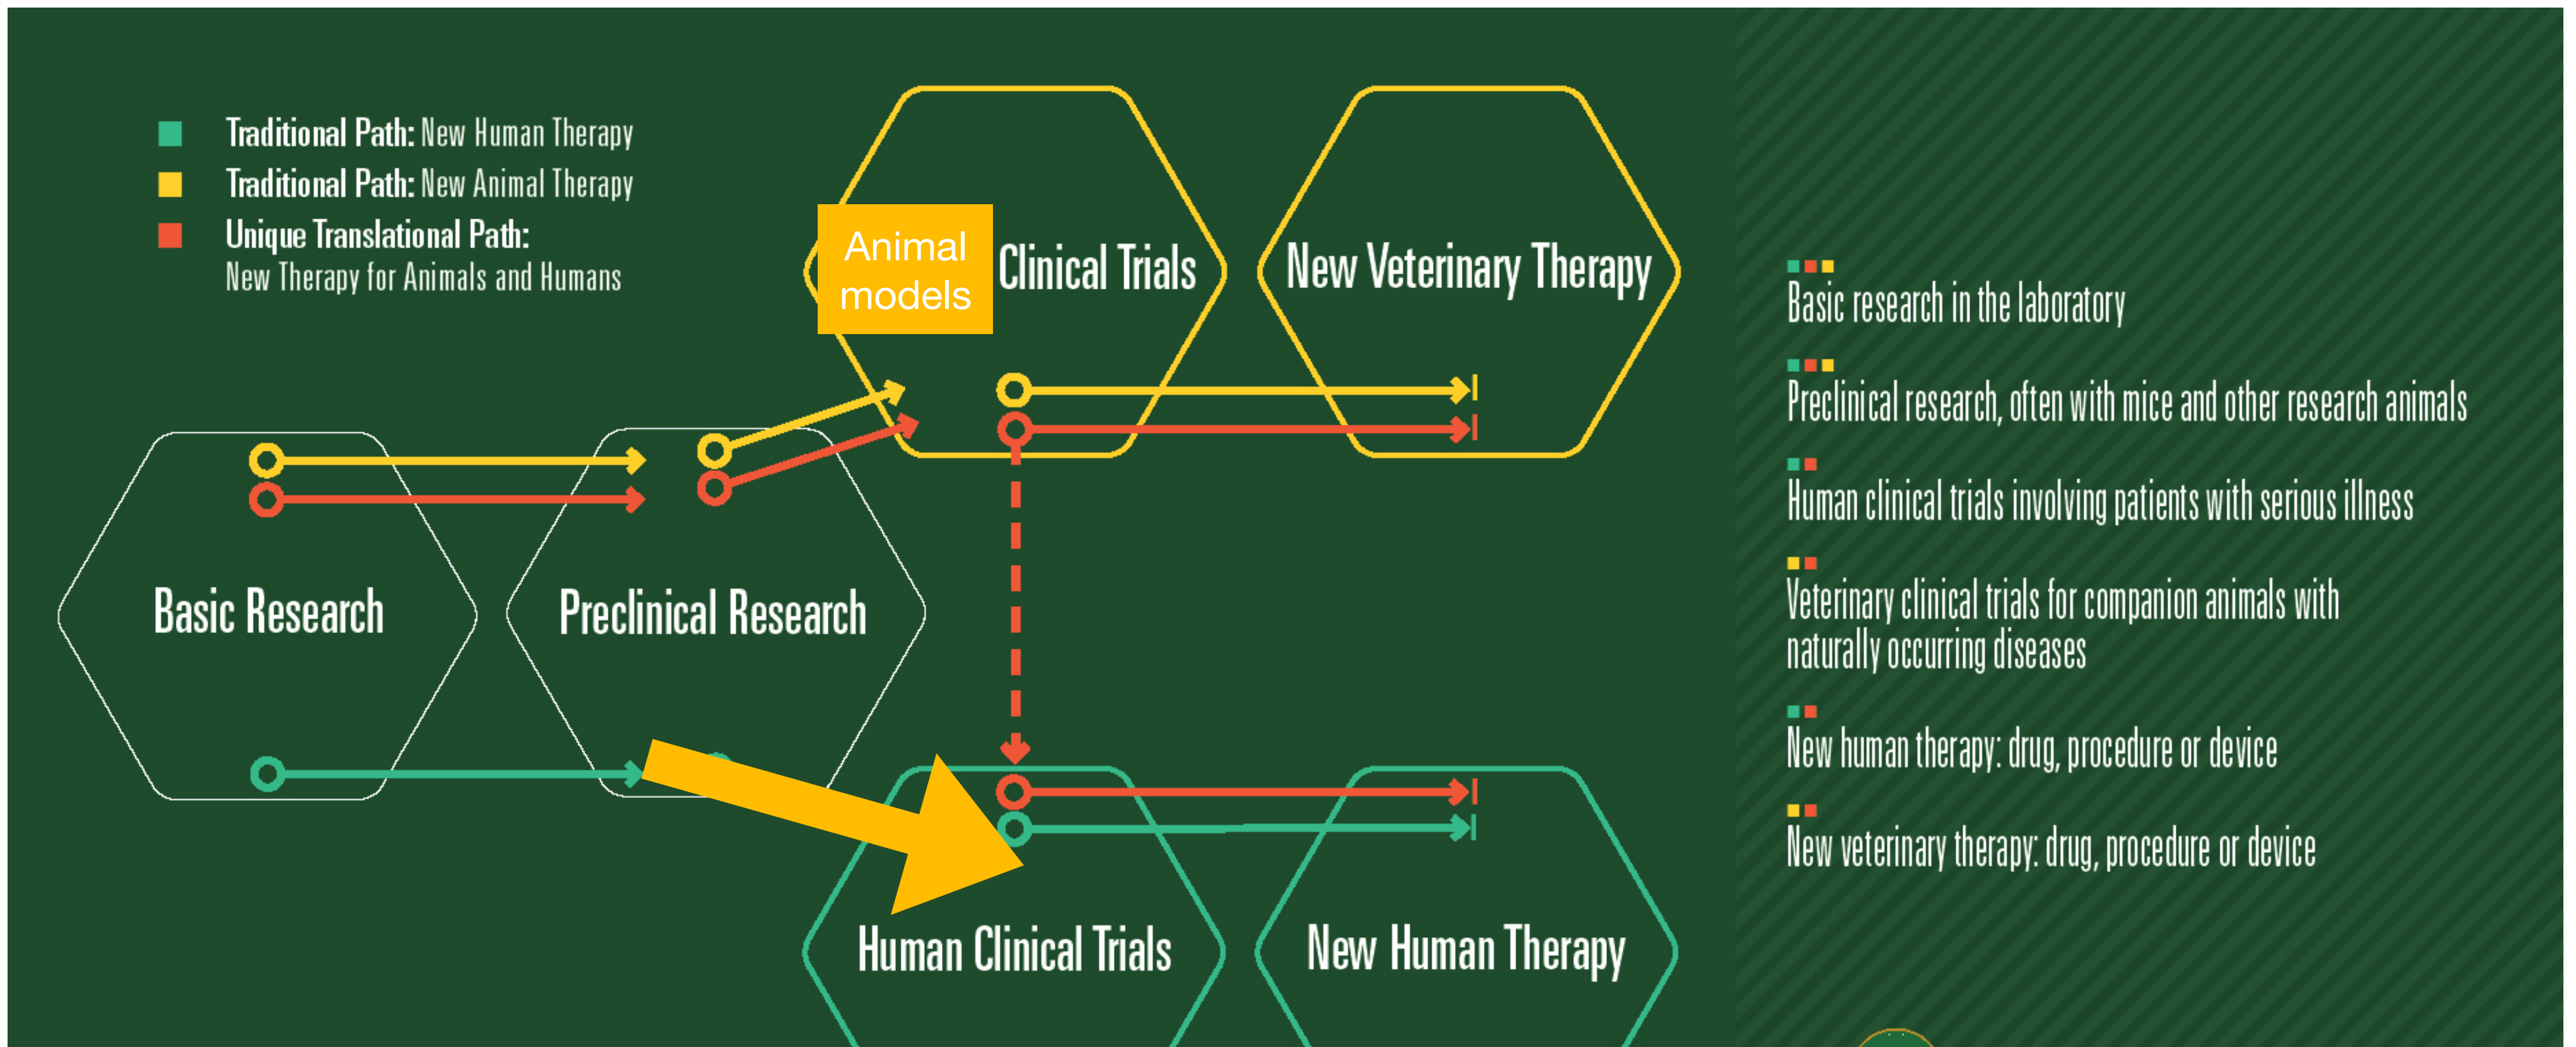 Traditional Path: New Human Therapy
Traditional Path: New Animal Therapy
Unique Translational Path:
New Therapy for Animals and Humans
Animal
models
Clinical Trials
New Veterinary Therapy
Basic Research
Preclinical Research
Human Clinical Trials
New Human Therapy
Basic research in the laboratory
Preclinical research, often with mice and other research animals
Human clinical trials involving patients with serious illness
Veterinary clinical trials for companion animals with
naturally occurring diseases
New human therapy: drug, procedure or device
New veterinary therapy: drug, procedure or device